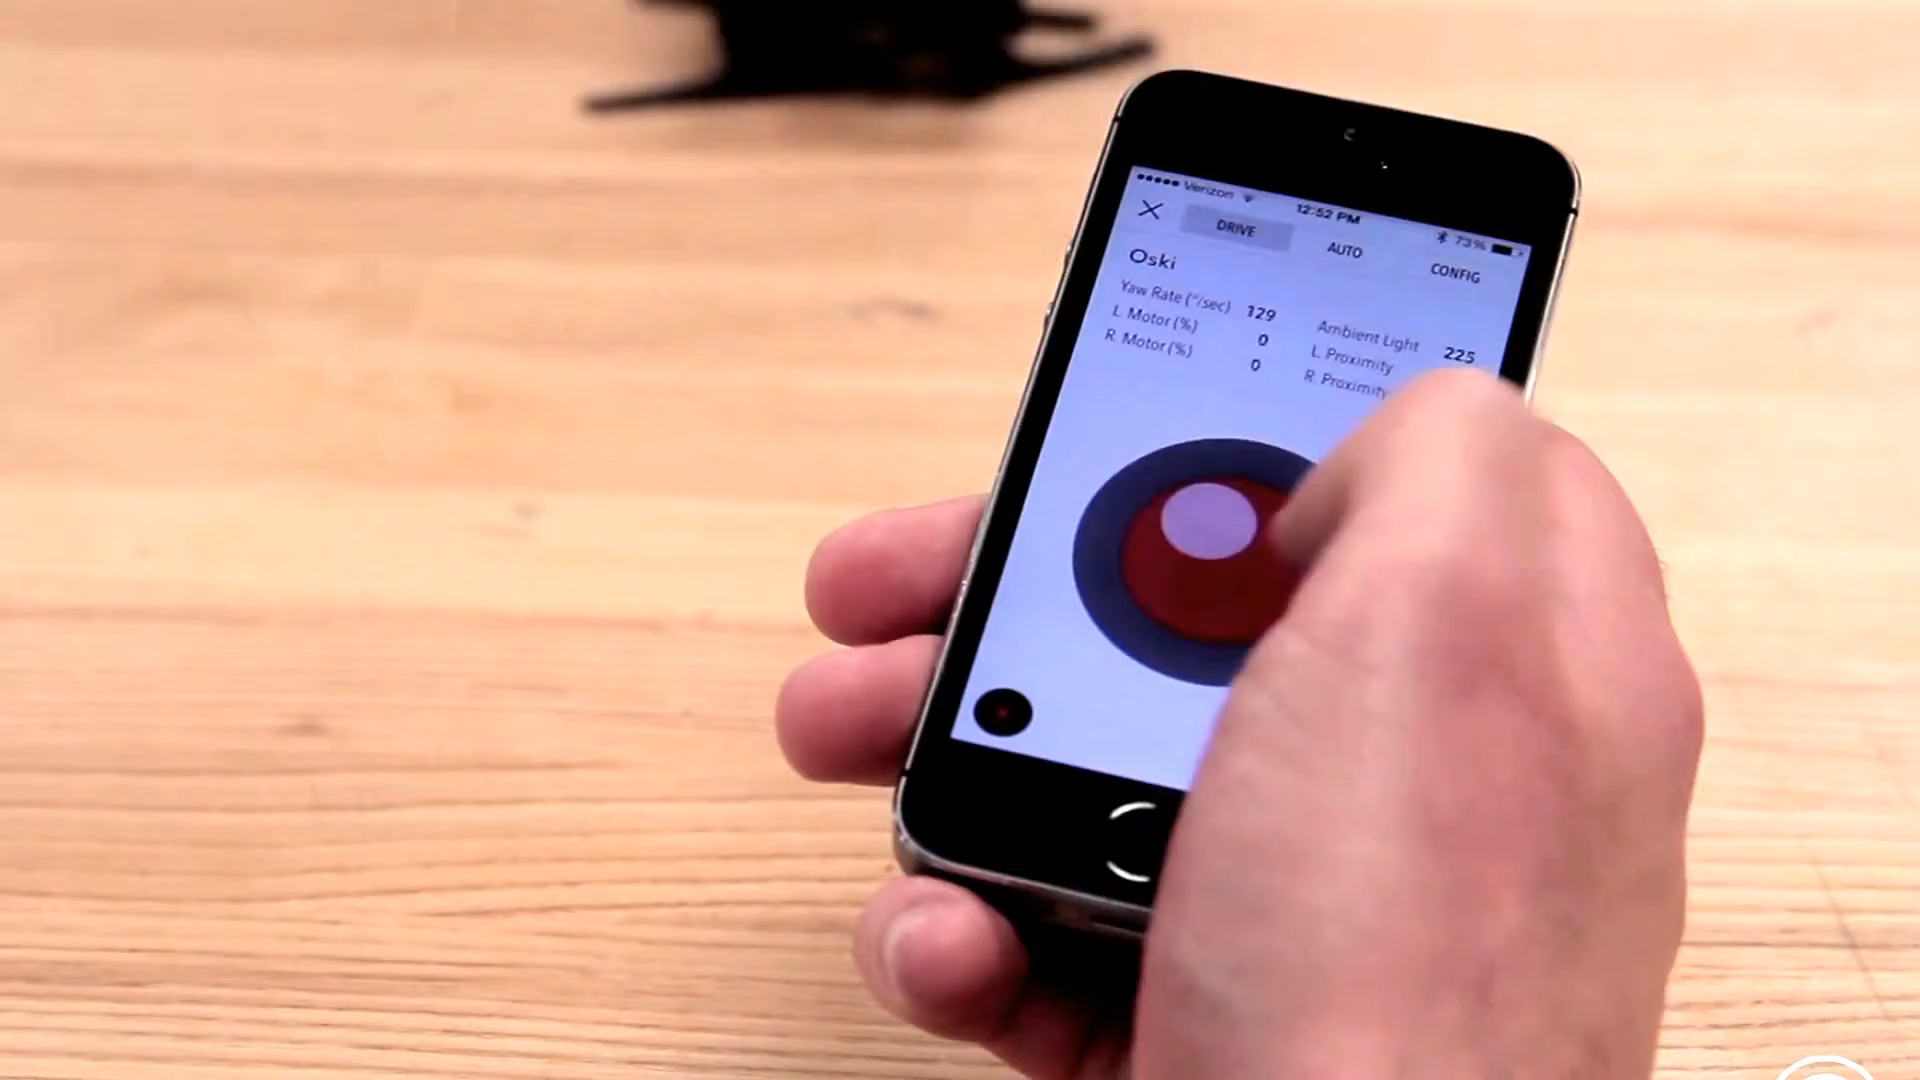 Verizon 12:52 PM 73%
DRIVE AUTO CONFIG
Oski
Yaw Rate (°/sec) 129
L. Motor (%) 0
R. Motor (%) 0
Ambient Light 225
L. Proximity
R. Proximity